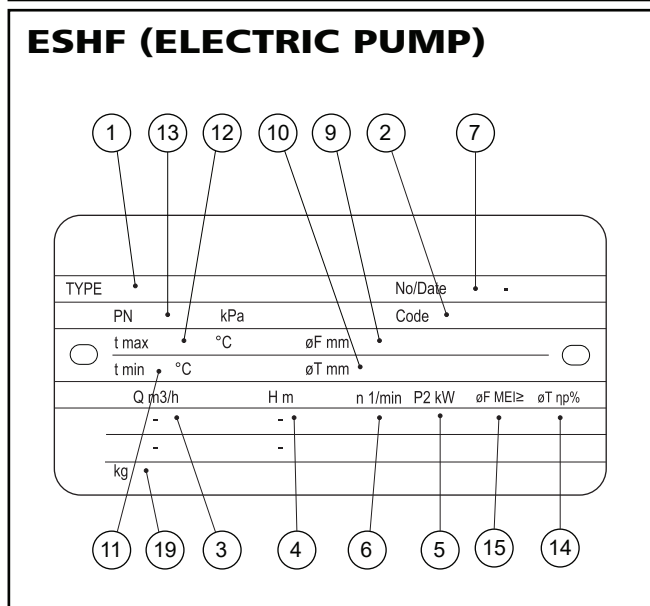 ESHF (ELECTRIC PUMP)
1 13 12 10 9 2 7
TYPE No/Date -
PN kPa Code
t max °C øF mm
t min °C øT mm
Q m3/h H m n 1/min P2 kW øF MEI≥ øT ηp%
- -
- -
kg
11 19 3 4 6 5 15 14